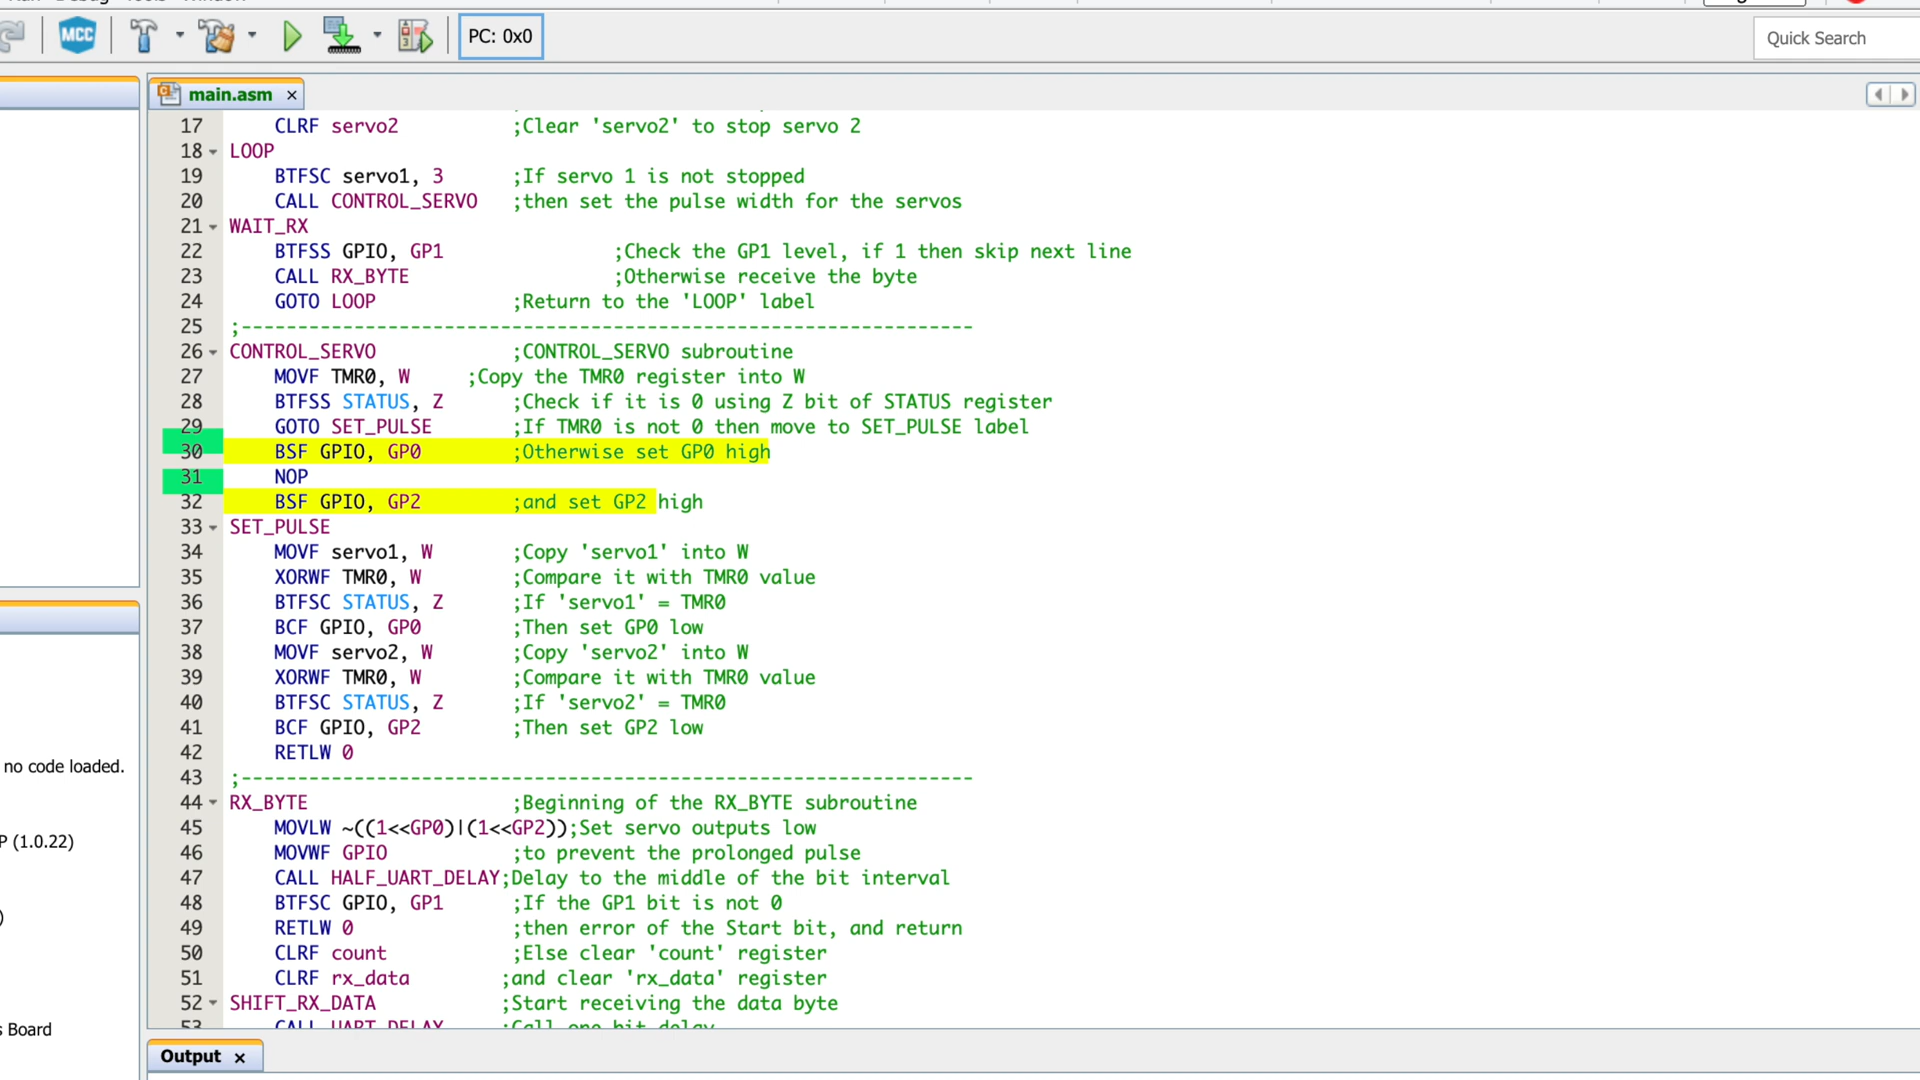 MCC
PC: 0x0
Quick Search
main.asm ×
17 CLRF servo2 ;Clear 'servo2' to stop servo 2
18 LOOP
19 BTFSC servo1, 3 ;If servo 1 is not stopped
20 CALL CONTROL_SERVO ;then set the pulse width for the servos
21 WAIT_RX
22 BTFSS GPIO, GP1 ;Check the GP1 level, if 1 then skip next line
23 CALL RX_BYTE ;Otherwise receive the byte
24 GOTO LOOP ;Return to the 'LOOP' label
25 ;-----------------------------------------------------------------
26 CONTROL_SERVO ;CONTROL_SERVO subroutine
27 MOVF TMR0, W ;Copy the TMR0 register into W
28 BTFSS STATUS, Z ;Check if it is 0 using Z bit of STATUS register
29 GOTO SET_PULSE ;If TMR0 is not 0 then move to SET_PULSE label
30 BSF GPIO, GP0 ;Otherwise set GP0 high
31 NOP
32 BSF GPIO, GP2 ;and set GP2 high
33 SET_PULSE
34 MOVF servo1, W ;Copy 'servo1' into W
35 XORWF TMR0, W ;Compare it with TMR0 value
36 BTFSC STATUS, Z ;If 'servo1' = TMR0
37 BCF GPIO, GP0 ;Then set GP0 low
38 MOVF servo2, W ;Copy 'servo2' into W
39 XORWF TMR0, W ;Compare it with TMR0 value
40 BTFSC STATUS, Z ;If 'servo2' = TMR0
41 BCF GPIO, GP2 ;Then set GP2 low
42 RETLW 0
43 ;-----------------------------------------------------------------
44 RX_BYTE ;Beginning of the RX_BYTE subroutine
45 MOVLW ~((1<<GP0)|(1<<GP2));Set servo outputs low
46 MOVWF GPIO ;to prevent the prolonged pulse
47 CALL HALF_UART_DELAY;Delay to the middle of the bit interval
48 BTFSC GPIO, GP1 ;If the GP1 bit is not 0
49 RETLW 0 ;then error of the Start bit, and return
50 CLRF count ;Else clear 'count' register
51 CLRF rx_data ;and clear 'rx_data' register
52 SHIFT_RX_DATA ;Start receiving the data byte
53 CALL UART_DELAY ;Call one bit delay
no code loaded.
P (1.0.22)
)
s Board
Output ×